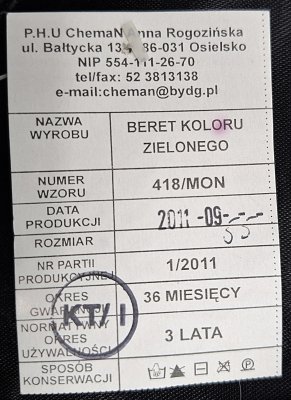 P.H.U ChemaN Anna Rogozińska
ul. Bałtycka 86-031 Osielsko
NIP 554-111-26-70
tel/fax: 52 3813138
e-mail:cheman@bydg.pl
NAZWA WYROBU
BERET KOLORU ZIELONEGO
NUMER WZORU
418/MON
DATA PRODUKCJI
2011-09-
ROZMIAR
55
NR PARTII PRODUKCYJNEJ
1/2011
OKRES GWARANCJI
36 MIESIĘCY
NORMATYWNY OKRES UŻYWALNOŚCI
3 LATA
KT/1
SPOSÓB KONSERWACJI